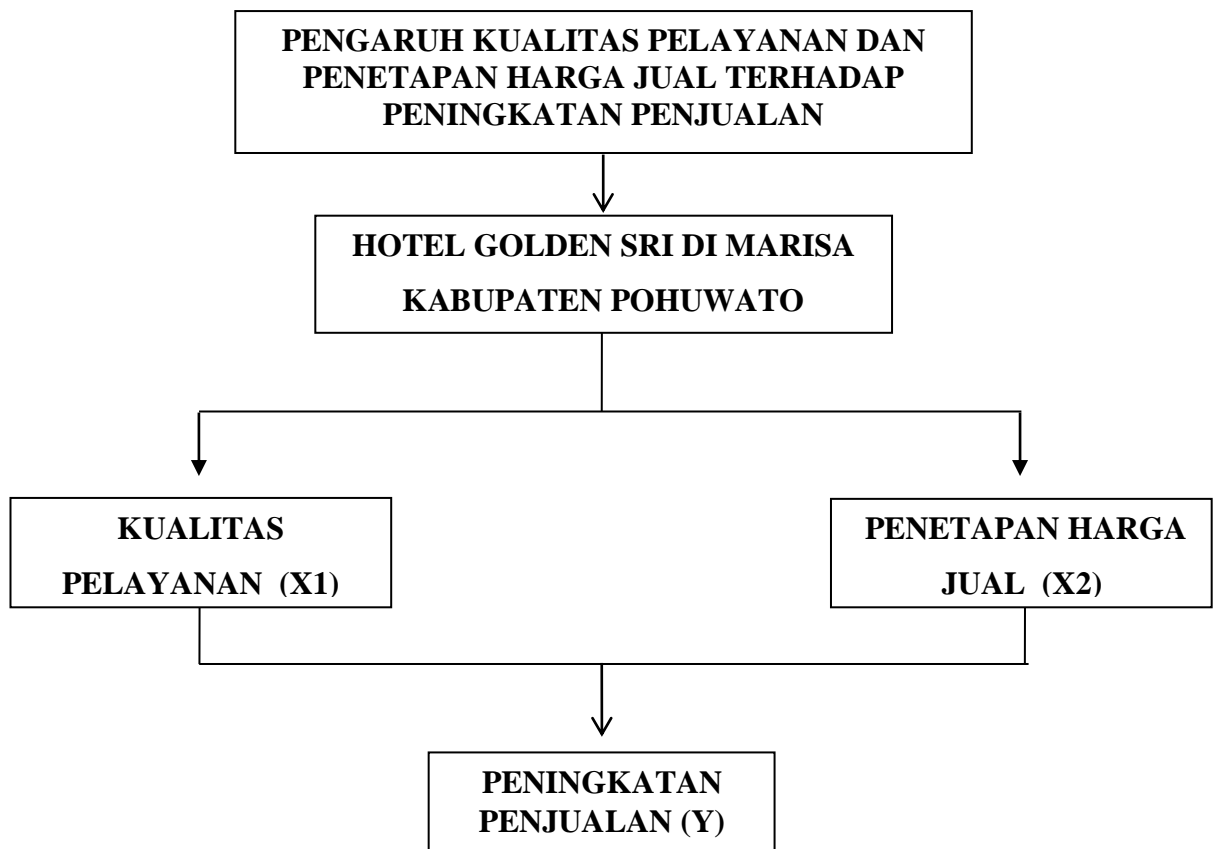 PENGARUH KUALITAS PELAYANAN DAN
PENETAPAN HARGA JUAL TERHADAP
PENINGKATAN PENJUALAN
HOTEL GOLDEN SRI DI MARISA
KABUPATEN POHUWATO
KUALITAS
PELAYANAN (X1)
PENETAPAN HARGA
JUAL (X2)
PENINGKATAN
PENJUALAN (Y)